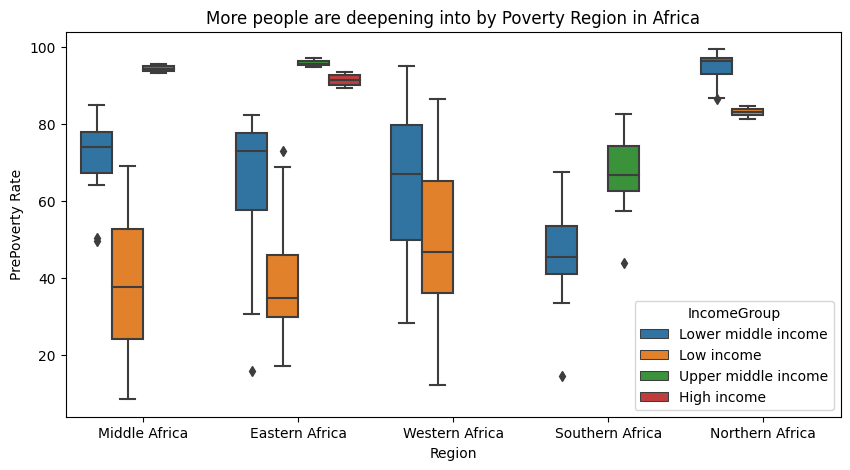 More people are deepening into by Poverty Region in Africa
PrePoverty Rate
100
80
60
40
20
Middle Africa
Eastern Africa
Western Africa
Southern Africa
Northern Africa
Region
IncomeGroup
Lower middle income
Low income
Upper middle income
High income